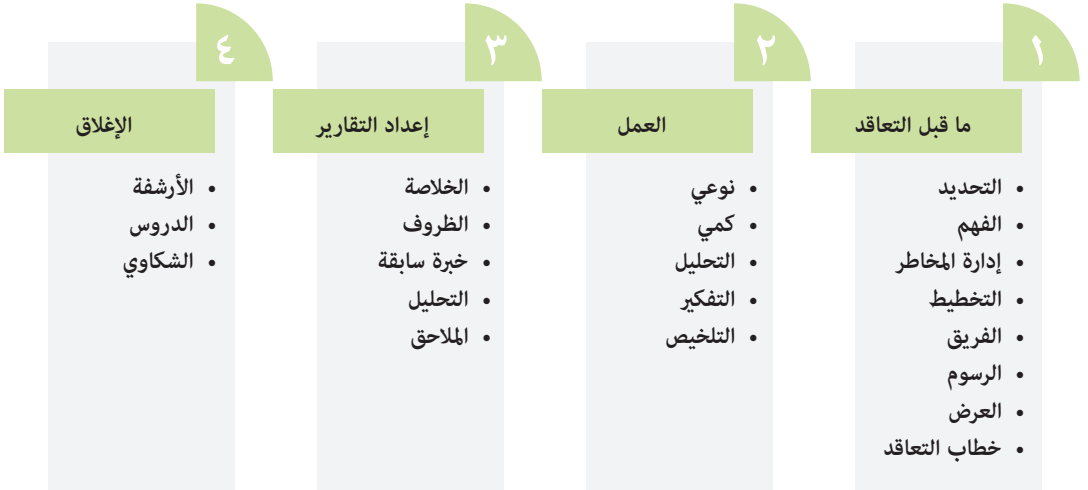 ١
ما قبل التعاقد
• التحديد
• الفهم
• إدارة المخاطر
• التخطيط
• الفريق
• الرسوم
• العرض
• خطاب التعاقد
٢
العمل
• نوعي
• كمي
• التحليل
• التفكير
• التلخيص
٣
إعداد التقارير
• الخلاصة
• الظروف
• خبرة سابقة
• التحليل
• الملاحق
٤
الإغلاق
• الأرشفة
• الدروس
• الشكاوي